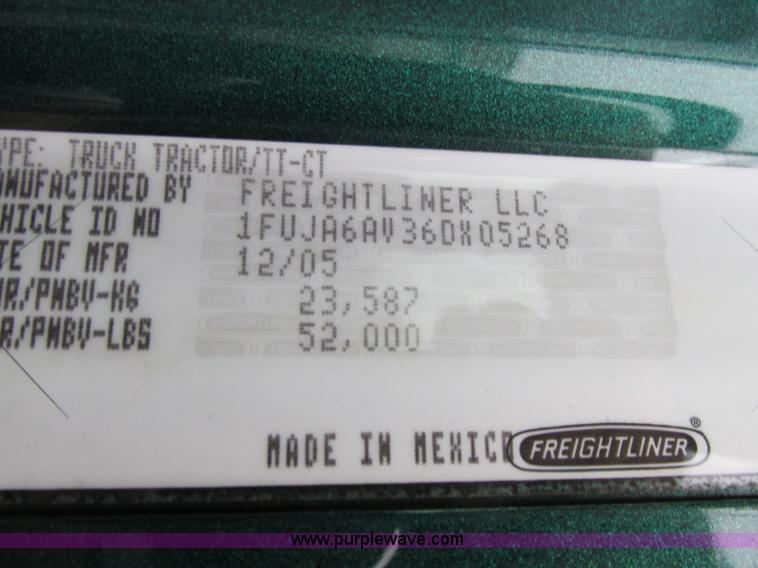 YPE: TRUCK TRACTOR/TT-CT
ANUFACTURED BY FREIGHTLINER LLC
HICLE ID NO 1FUJA6AV36DX05268
TE OF MFR 12/05
R/PNBV-KG 23,587
R/PNBV-LBS 52,000
MADE IN MEXICO FREIGHTLINER®
www.purplewave.com